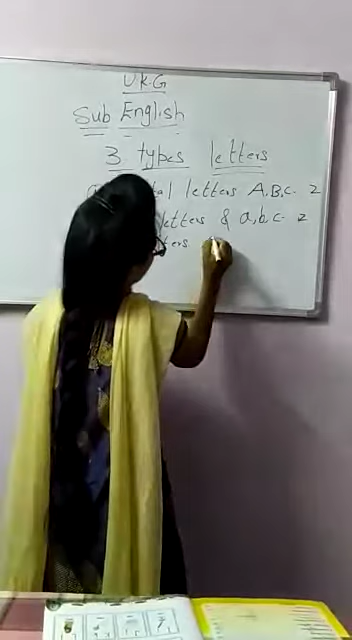 U.K.G
Sub English
3 types letters
letters A.B.C. z
letters & a,b,c- z